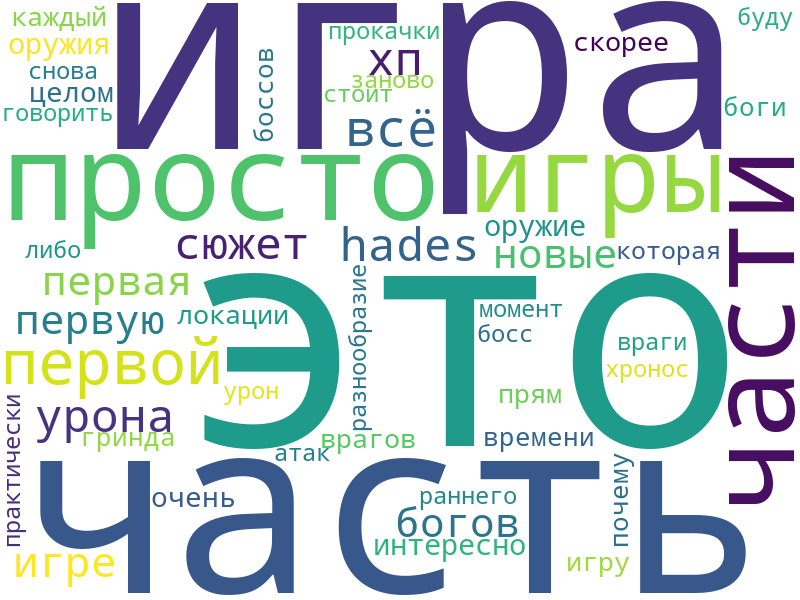 каждый
игра
прокачки
буду
оружия
хп
скорее
снова
заново
целом
боссов
стоит
боги
говорить
всё
просто
игры
части
сюжет
hades
оружие
новые
которая
либо
первая
это
разнообразие
первую
локации
момент
босс
враги
первой
хронос
урон
прям
практически
урона
гринда
врагов
времени
атак
часть
почему
очень
раннего
богов
интересно
игре
игру